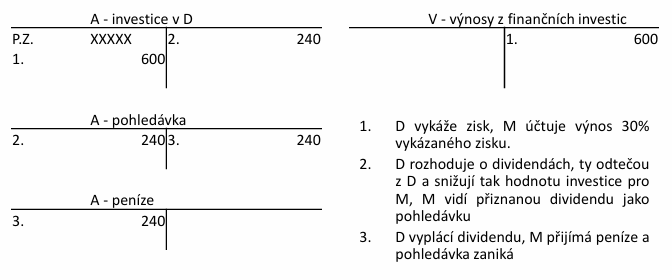 A - investice v D
P.Z. XXXXX 2. 240
1. 600
A - pohledávka
2. 240 3. 240
A - peníze
3. 240
V - výnosy z finančních investic
1. 600
1. D vykáže zisk, M účtuje výnos 30%
vykázaného zisku.
2. D rozhoduje o dividendách, ty odtečou
z D a snižují tak hodnotu investice pro
M, M vidí přiznanou dividendu jako
pohledávku
3. D vyplácí dividendu, M přijímá peníze a
pohledávka zaniká